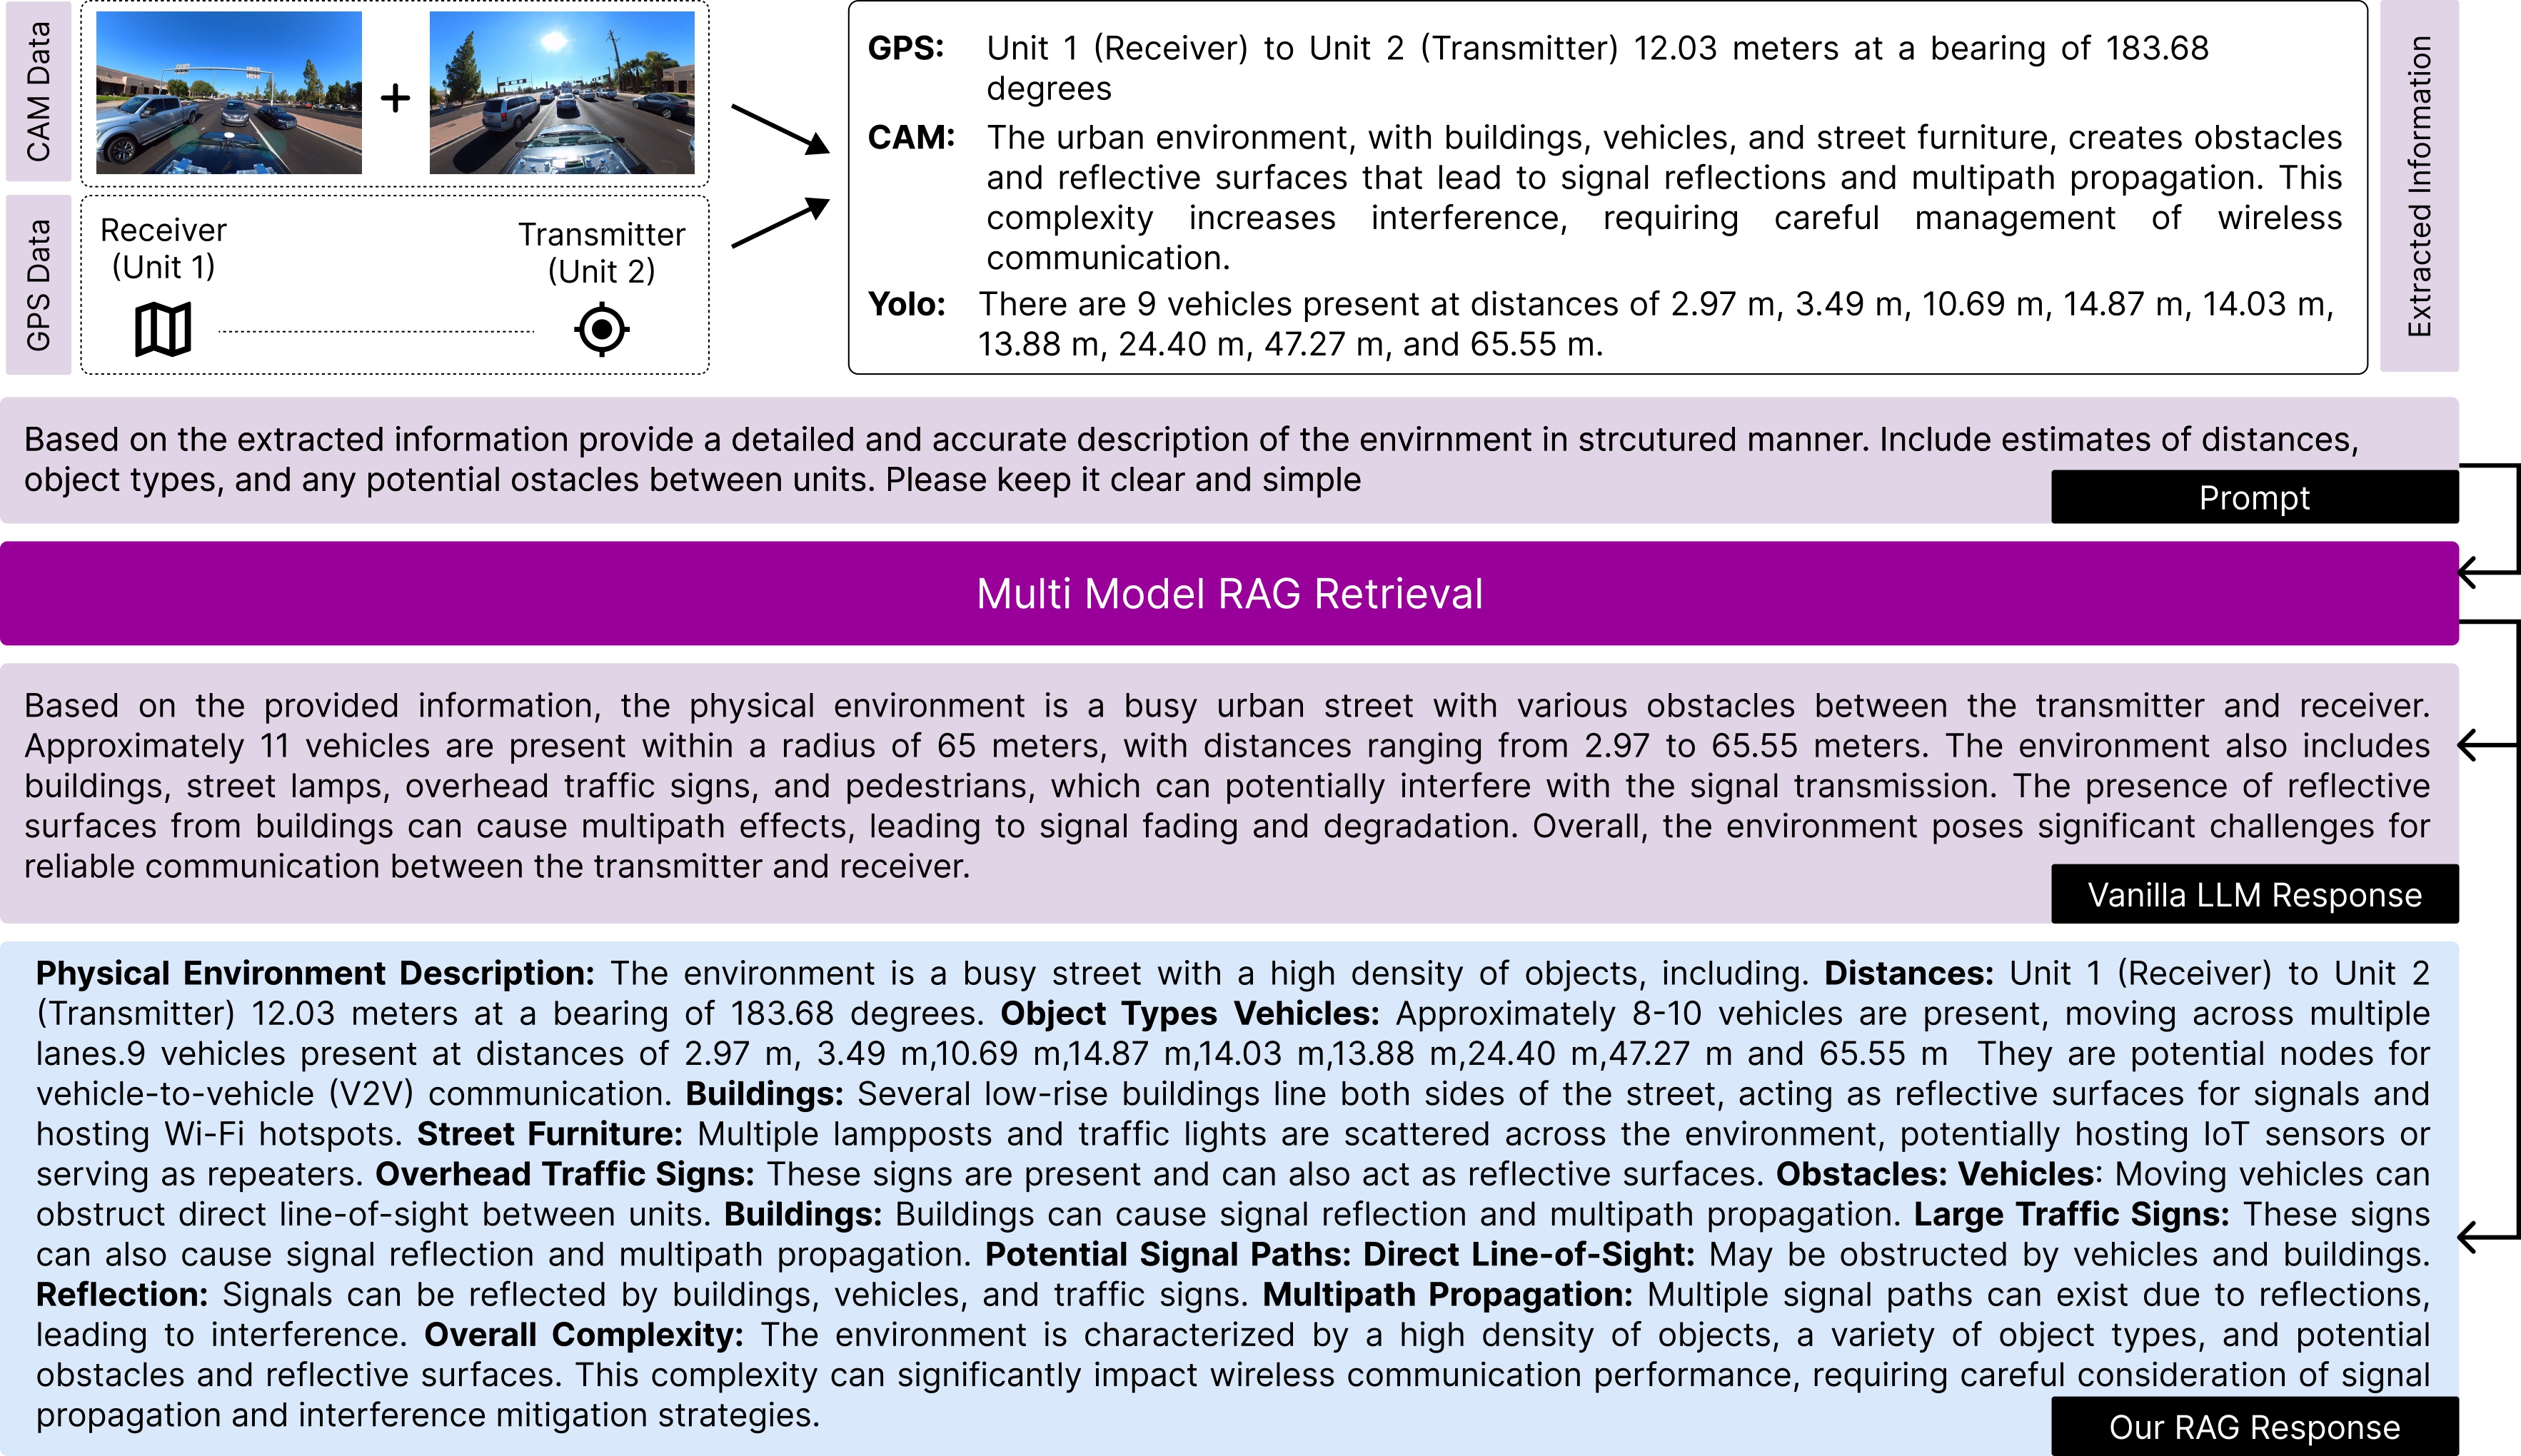 CAM Data
+
GPS Data
Receiver
(Unit 1)
Transmitter
(Unit 2)
GPS: Unit 1 (Receiver) to Unit 2 (Transmitter) 12.03 meters at a bearing of 183.68
degrees
CAM: The urban environment, with buildings, vehicles, and street furniture, creates obstacles
and reflective surfaces that lead to signal reflections and multipath propagation. This
complexity increases interference, requiring careful management of wireless
communication.
Yolo: There are 9 vehicles present at distances of 2.97 m, 3.49 m, 10.69 m, 14.87 m, 14.03 m,
13.88 m, 24.40 m, 47.27 m, and 65.55 m.
Extracted Information
Based on the extracted information provide a detailed and accurate description of the envirnment in strcutured manner. Include estimates of distances,
object types, and any potential ostacles between units. Please keep it clear and simple
Prompt
Multi Model RAG Retrieval
Based on the provided information, the physical environment is a busy urban street with various obstacles between the transmitter and receiver.
Approximately 11 vehicles are present within a radius of 65 meters, with distances ranging from 2.97 to 65.55 meters. The environment also includes
buildings, street lamps, overhead traffic signs, and pedestrians, which can potentially interfere with the signal transmission. The presence of reflective
surfaces from buildings can cause multipath effects, leading to signal fading and degradation. Overall, the environment poses significant challenges for
reliable communication between the transmitter and receiver.
Vanilla LLM Response
Physical Environment Description: The environment is a busy street with a high density of objects, including. Distances: Unit 1 (Receiver) to Unit 2
(Transmitter) 12.03 meters at a bearing of 183.68 degrees. Object Types Vehicles: Approximately 8-10 vehicles are present, moving across multiple
lanes.9 vehicles present at distances of 2.97 m, 3.49 m,10.69 m,14.87 m,14.03 m,13.88 m,24.40 m,47.27 m and 65.55 m They are potential nodes for
vehicle-to-vehicle (V2V) communication. Buildings: Several low-rise buildings line both sides of the street, acting as reflective surfaces for signals and
hosting Wi-Fi hotspots. Street Furniture: Multiple lampposts and traffic lights are scattered across the environment, potentially hosting IoT sensors or
serving as repeaters. Overhead Traffic Signs: These signs are present and can also act as reflective surfaces. Obstacles: Vehicles: Moving vehicles can
obstruct direct line-of-sight between units. Buildings: Buildings can cause signal reflection and multipath propagation. Large Traffic Signs: These signs
can also cause signal reflection and multipath propagation. Potential Signal Paths: Direct Line-of-Sight: May be obstructed by vehicles and buildings.
Reflection: Signals can be reflected by buildings, vehicles, and traffic signs. Multipath Propagation: Multiple signal paths can exist due to reflections,
leading to interference. Overall Complexity: The environment is characterized by a high density of objects, a variety of object types, and potential
obstacles and reflective surfaces. This complexity can significantly impact wireless communication performance, requiring careful consideration of signal
propagation and interference mitigation strategies.
Our RAG Response